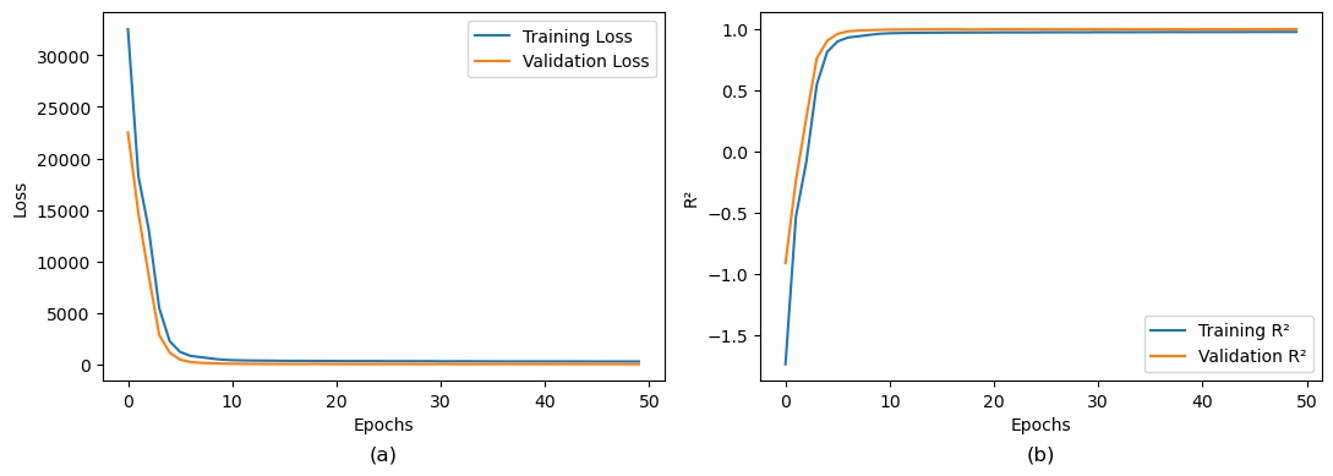 Training Loss
Validation Loss
30000
25000
20000
15000
10000
5000
0
Loss
0 10 20 30 40 50
Epochs
(a)
1.0
0.5
0.0
−0.5
−1.0
−1.5
R²
Training R²
Validation R²
0 10 20 30 40 50
Epochs
(b)